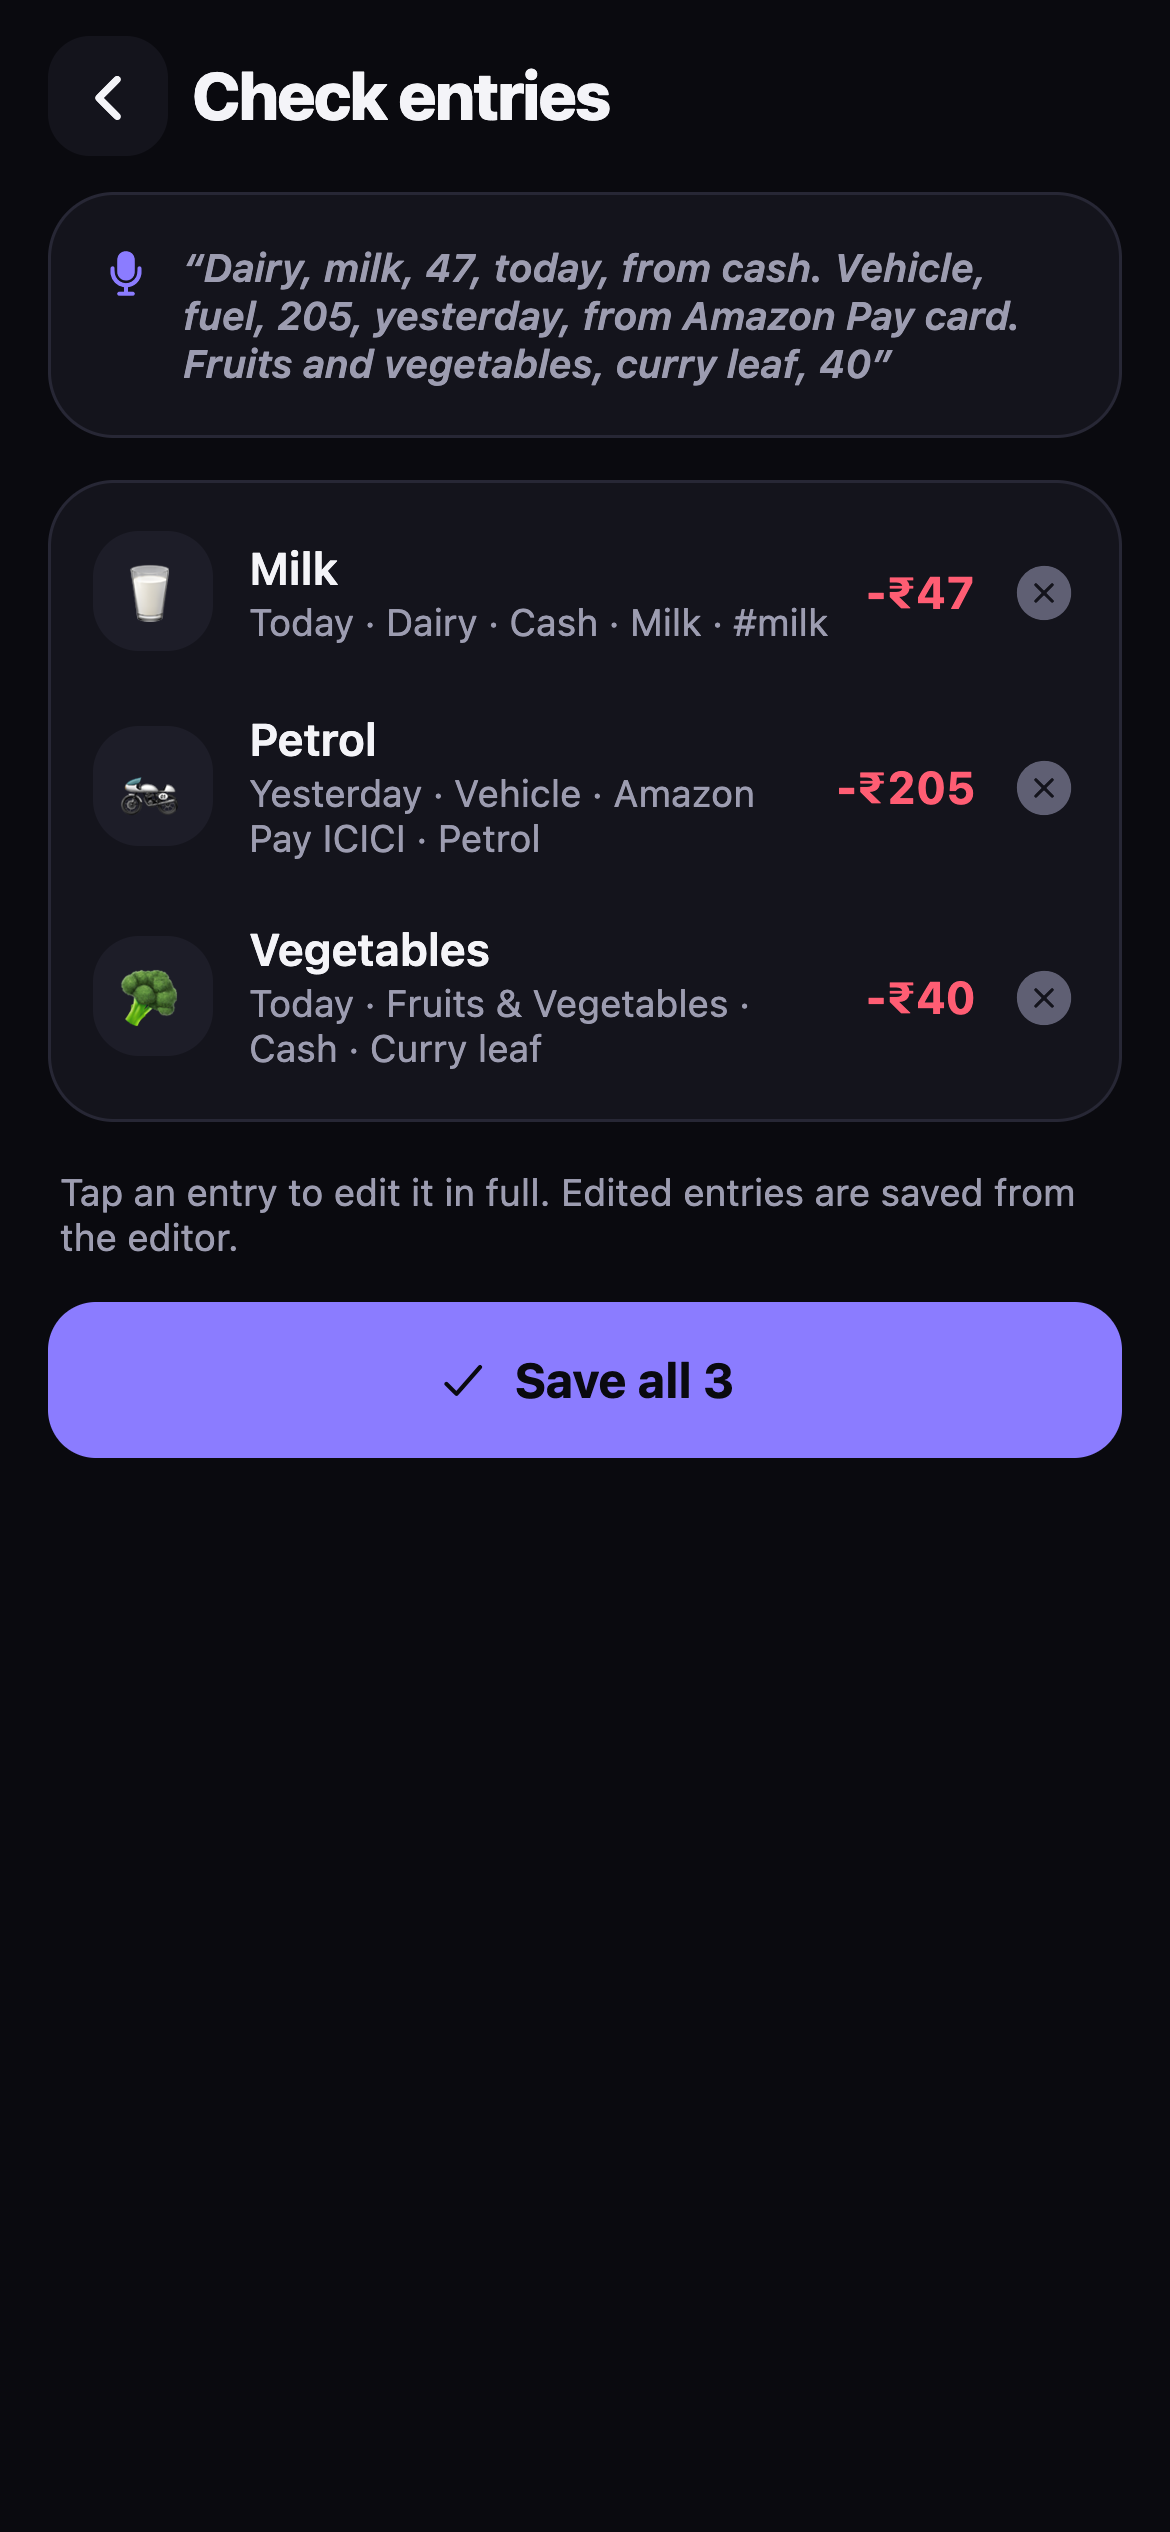 Check entries
“Dairy, milk, 47, today, from cash. Vehicle,
fuel, 205, yesterday, from Amazon Pay card.
Fruits and vegetables, curry leaf, 40”
Milk
Today · Dairy · Cash · Milk · #milk
-₹47
Petrol
Yesterday · Vehicle · Amazon
Pay ICICI · Petrol
-₹205
Vegetables
Today · Fruits & Vegetables ·
Cash · Curry leaf
-₹40
Tap an entry to edit it in full. Edited entries are saved from
the editor.
Save all 3